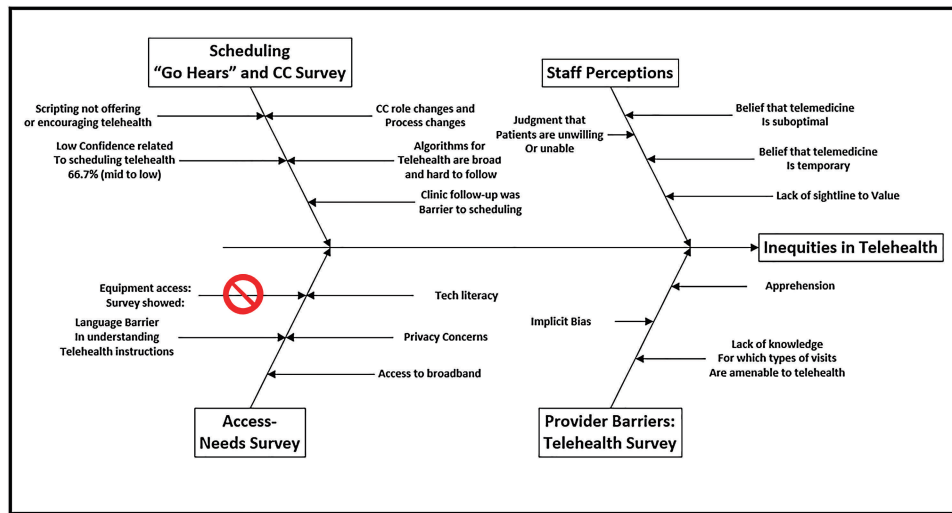 Scheduling
“Go Hears” and CC Survey
Staff Perceptions
Scripting not offering
or encouraging telehealth
CC role changes and
Process changes
Low Confidence related
To scheduling telehealth
66.7% (mid to low)
Algorithms for
Telehealth are broad
and hard to follow
Clinic follow-up was
Barrier to scheduling
Judgment that
Patients are unwilling
Or unable
Belief that telemedicine
Is suboptimal
Belief that telemedicine
Is temporary
Lack of sightline to Value
Inequities in Telehealth
Equipment access:
Survey showed:
Tech literacy
Language Barrier
In understanding
Telehealth instructions
Privacy Concerns
Access to broadband
Apprehension
Implicit Bias
Lack of knowledge
For which types of visits
Are amenable to telehealth
Access-
Needs Survey
Provider Barriers:
Telehealth Survey